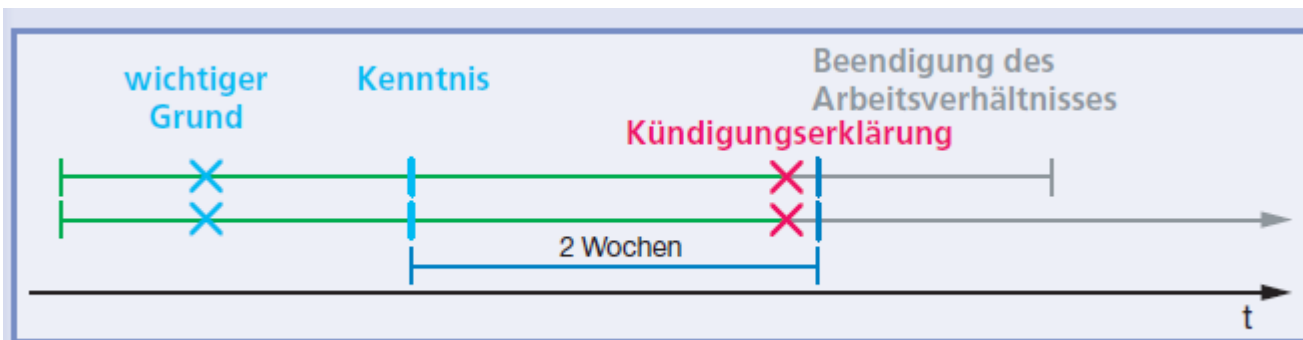 wichtiger
Grund
Kenntnis
Beendigung des
Arbeitsverhältnisses
Kündigungserklärung
2 Wochen
t